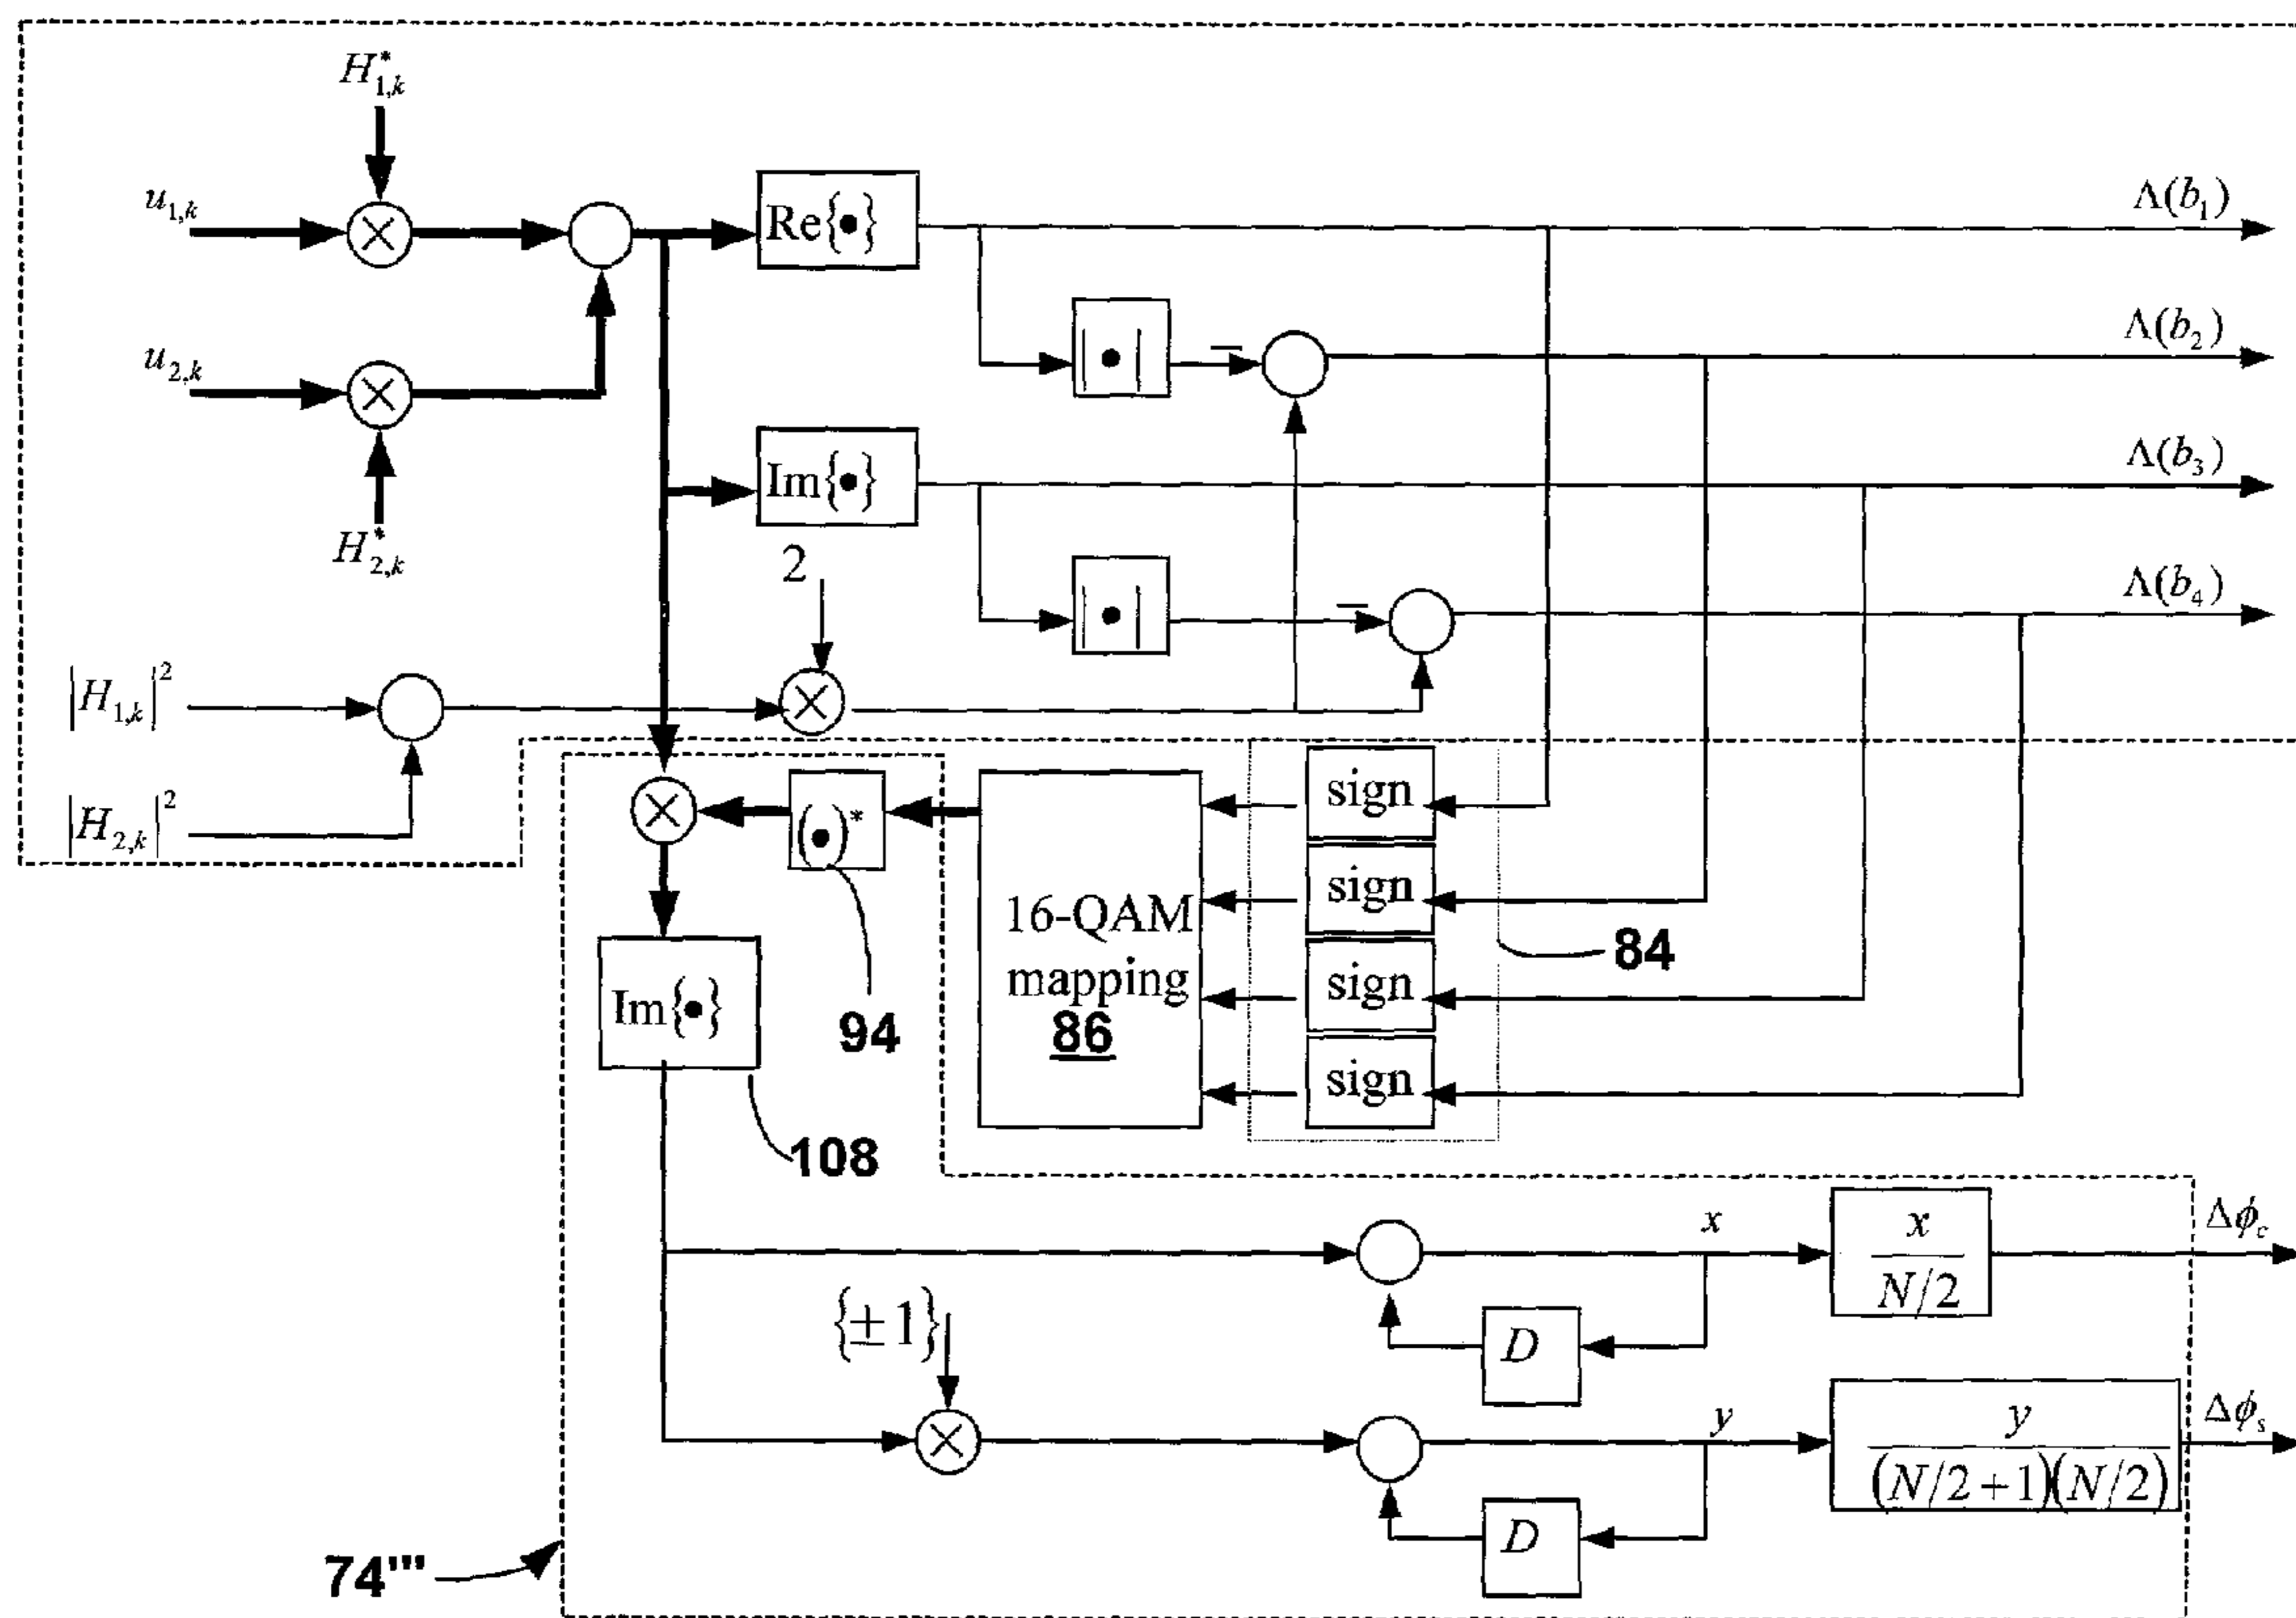 H*1,k
u1,k
Re{•}
Λ(b1)
|•|
−
Λ(b2)
u2,k
H*2,k
Im{•}
Λ(b3)
2
|•|
−
Λ(b4)
|H1,k|²
|H2,k|²
(•)*
94
16-QAM
mapping
86
sign
sign
sign
sign
84
Im{•}
108
x
x
N/2
Δϕc
D
{±1}
y
y
(N/2+1)(N/2)
Δϕs
D
74'''